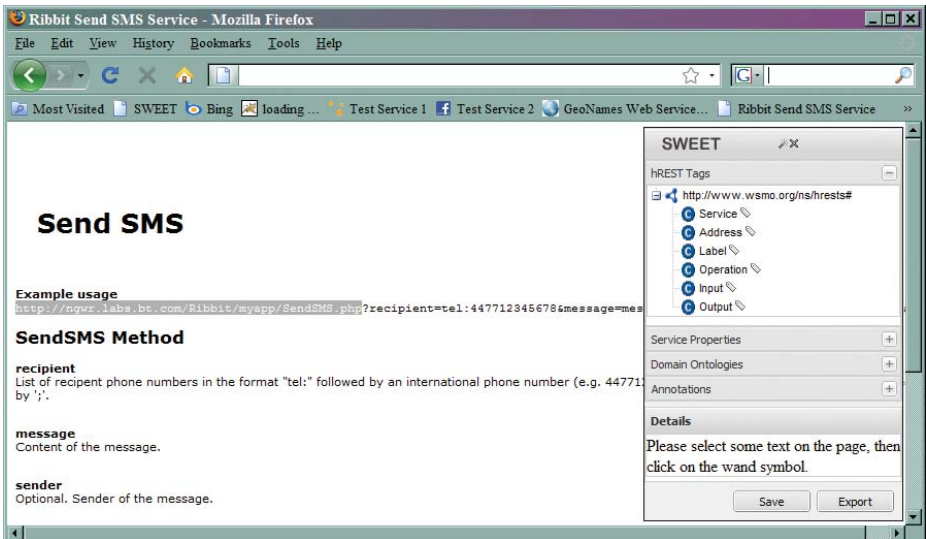 Ribbit Send SMS Service - Mozilla Firefox
File Edit View History Bookmarks Tools Help
G
Most Visited SWEET Bing loading ... Test Service 1 Test Service 2 GeoNames Web Service... Ribbit Send SMS Service »
Send SMS
Example usage
http://ngwr.labs.bt.com/Ribbit/myapp/SendSMS.php?recipient=tel:447712345678&message=mes
SendSMS Method
recipient
List of recipent phone numbers in the format "tel:" followed by an international phone number (e.g. 44771
by ';'.
message
Content of the message.
sender
Optional. Sender of the message.
SWEET
hREST Tags
http://www.wsmo.org/ns/hrests#
C Service
C Address
C Label
C Operation
C Input
C Output
Service Properties
Domain Ontologies
Annotations
Details
Please select some text on the page, then
click on the wand symbol.
Save Export